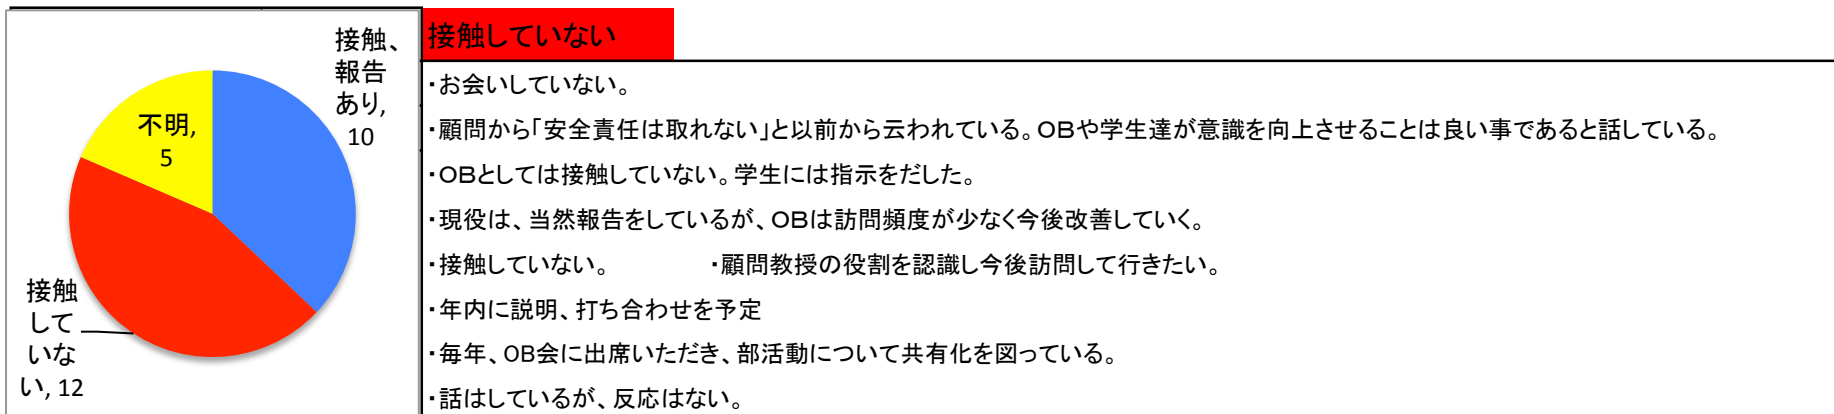 接触、
報告
あり,
10
不明,
5
接触
して
いな
い, 12
接触していない
・お会いしていない。
・顧問から「安全責任は取れない」と以前から云われている。ＯＢや学生達が意識を向上させることは良い事であると話している。
・ＯＢとしては接触していない。学生には指示をだした。
・現役は、当然報告をしているが、ＯＢは訪問頻度が少なく今後改善していく。
・接触していない。　　　　・顧問教授の役割を認識し今後訪問して行きたい。
・年内に説明、打ち合わせを予定
・毎年、OB会に出席いただき、部活動について共有化を図っている。
・話はしているが、反応はない。